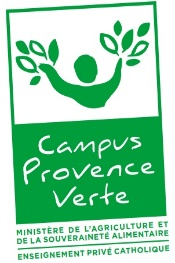 Campus
Provence
Verte
MINISTÈRE DE L'AGRICULTURE ET
DE LA SOUVERAINETÉ ALIMENTAIRE
ENSEIGNEMENT PRIVÉ CATHOLIQUE